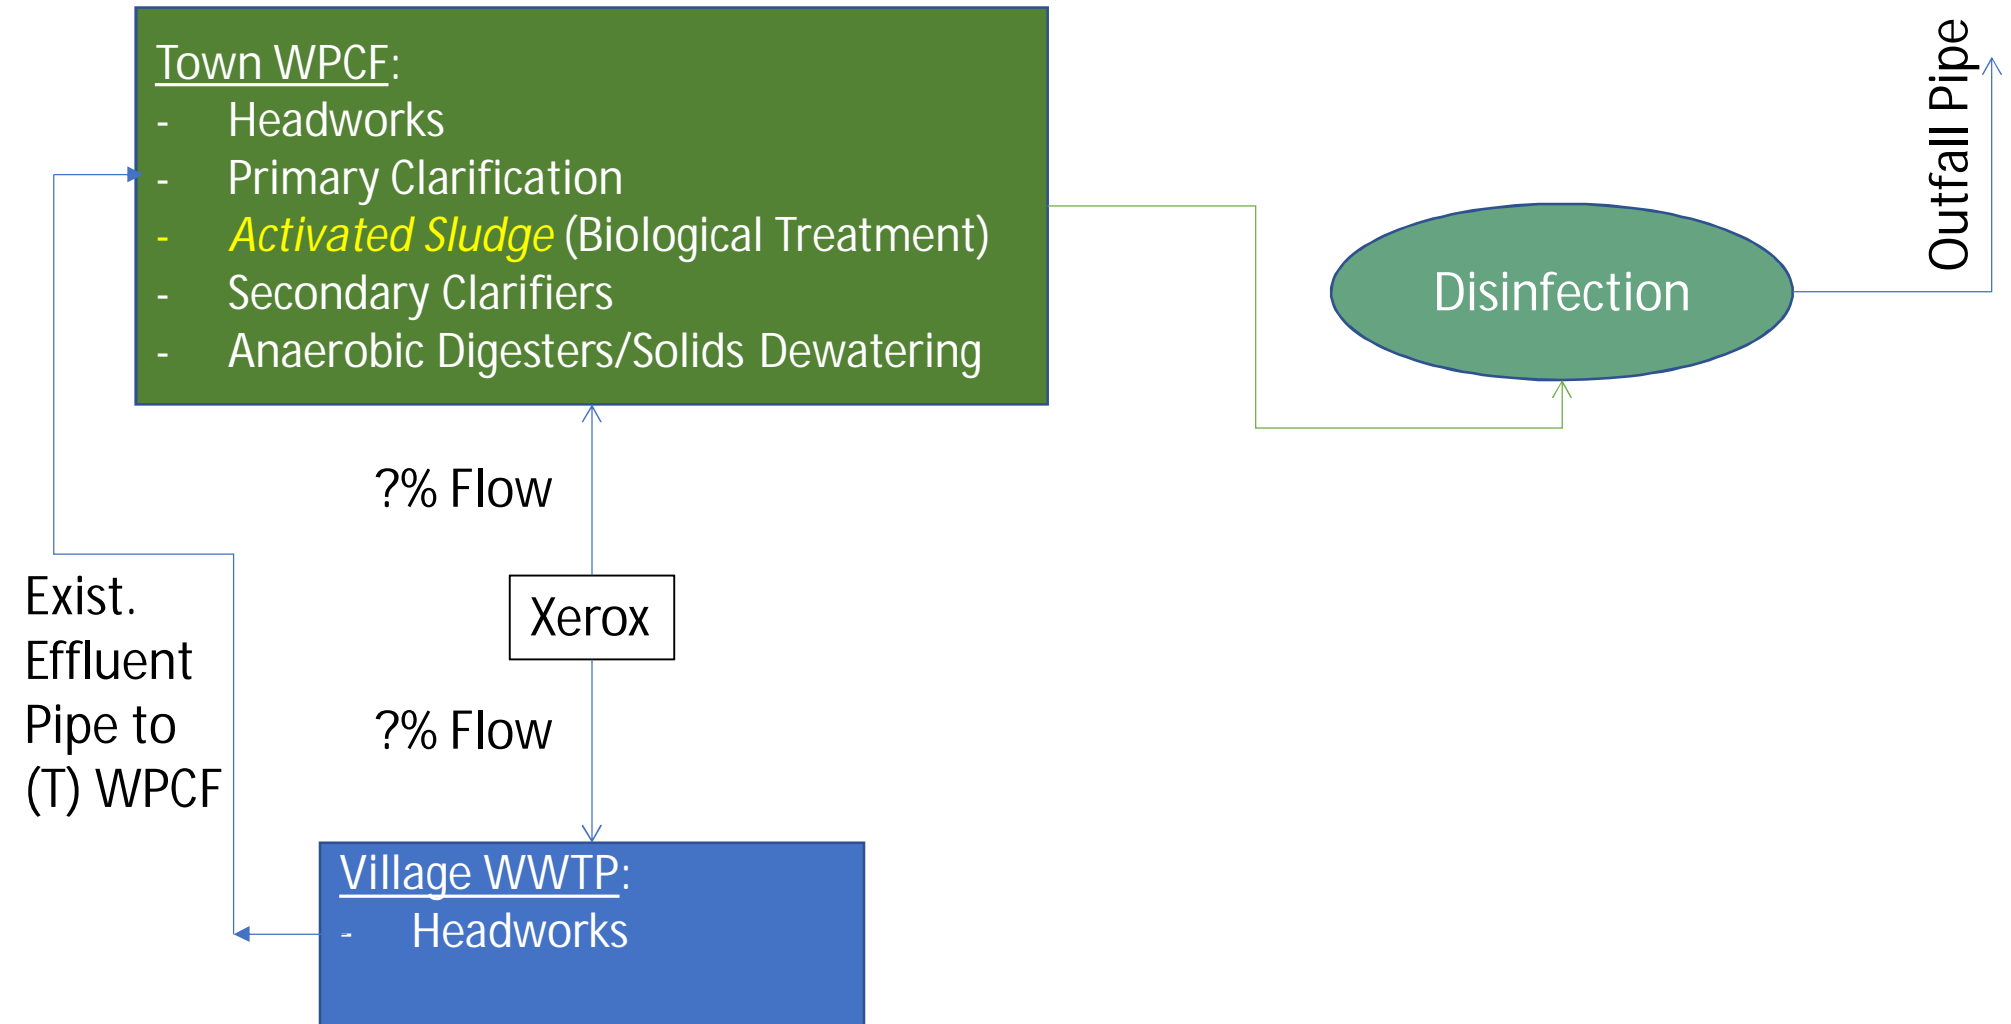 Town WPCF:
- Headworks
- Primary Clarification
- Activated Sludge (Biological Treatment)
- Secondary Clarifiers
- Anaerobic Digesters/Solids Dewatering
Disinfection
Outfall Pipe
?% Flow
Xerox
?% Flow
Exist.
Effluent
Pipe to
(T) WPCF
Village WWTP:
- Headworks